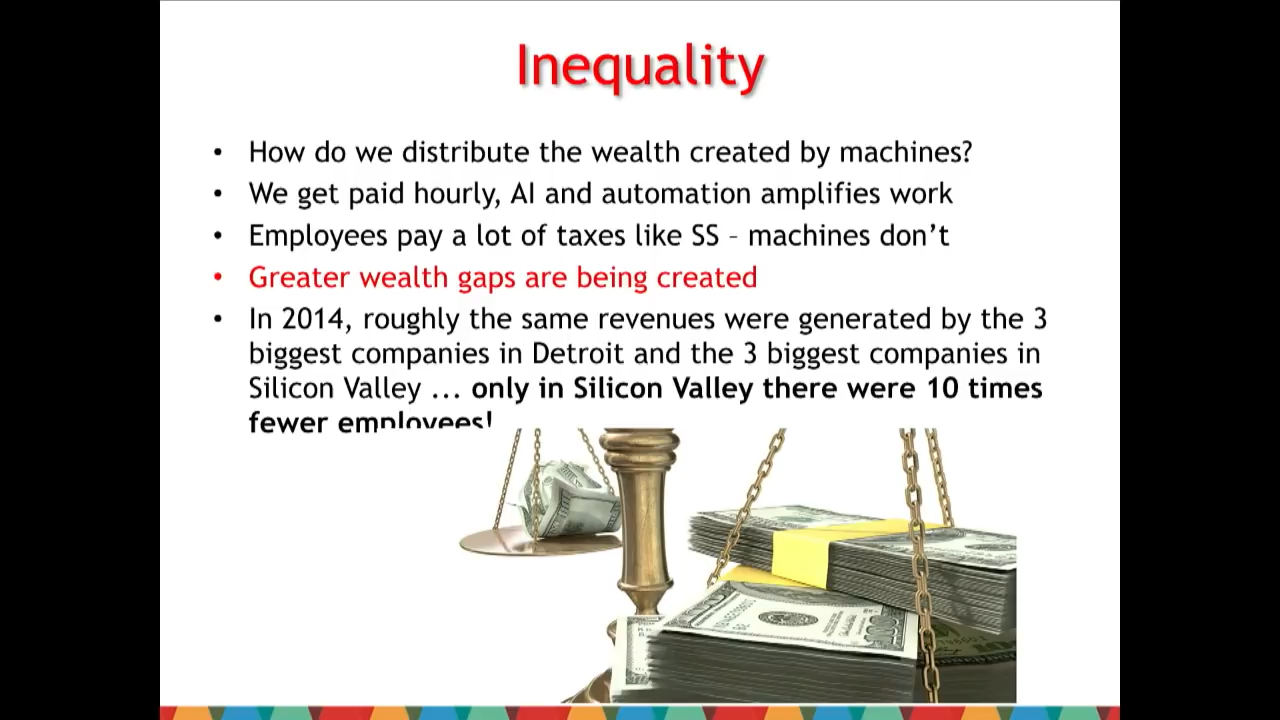 Inequality
• How do we distribute the wealth created by machines?
• We get paid hourly, AI and automation amplifies work
• Employees pay a lot of taxes like SS – machines don't
• Greater wealth gaps are being created
• In 2014, roughly the same revenues were generated by the 3
biggest companies in Detroit and the 3 biggest companies in
Silicon Valley ... only in Silicon Valley there were 10 times
fewer employees!